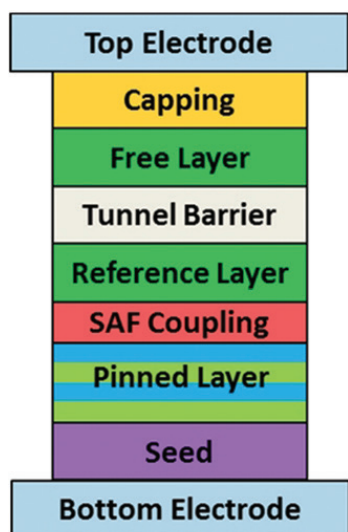 Top Electrode
Capping
Free Layer
Tunnel Barrier
Reference Layer
SAF Coupling
Pinned Layer
Seed
Bottom Electrode